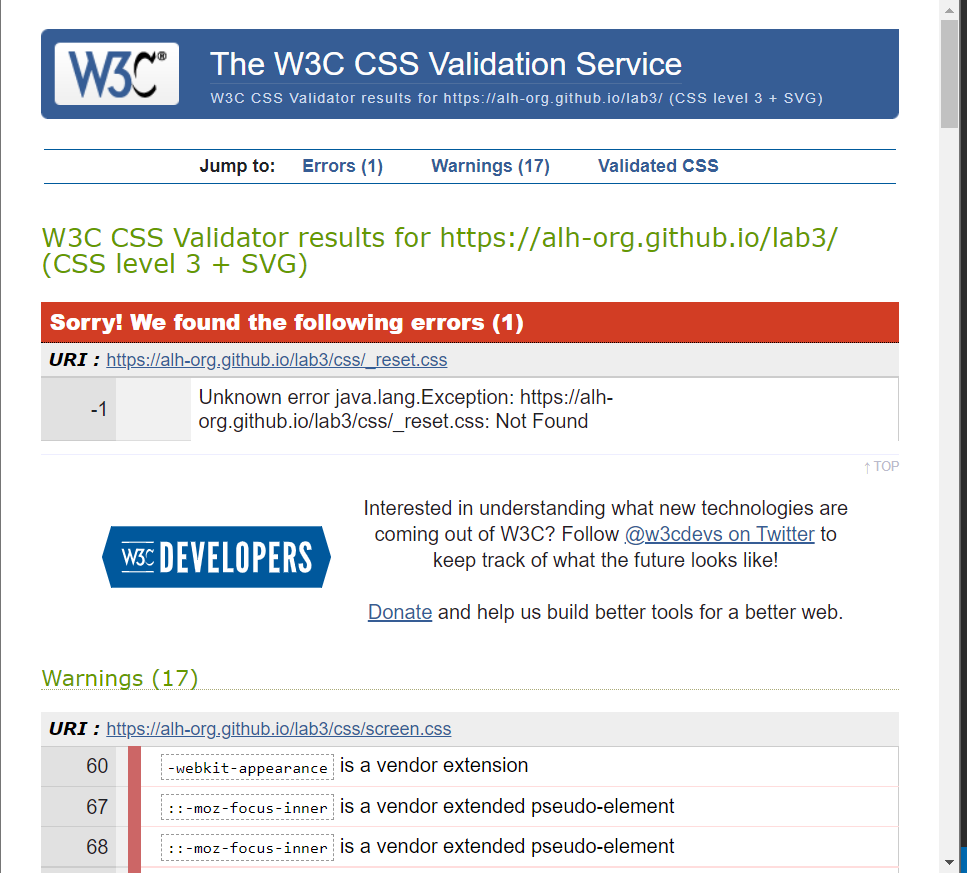 W3C®
The W3C CSS Validation Service
W3C CSS Validator results for https://alh-org.github.io/lab3/ (CSS level 3 + SVG)
Jump to: Errors (1) Warnings (17) Validated CSS
W3C CSS Validator results for https://alh-org.github.io/lab3/
(CSS level 3 + SVG)
Sorry! We found the following errors (1)
URI : https://alh-org.github.io/lab3/css/_reset.css
-1 Unknown error java.lang.Exception: https://alh-
org.github.io/lab3/css/_reset.css: Not Found
↑ TOP
Interested in understanding what new technologies are
coming out of W3C? Follow @w3cdevs on Twitter to
keep track of what the future looks like!
W3C DEVELOPERS
Donate and help us build better tools for a better web.
Warnings (17)
URI : https://alh-org.github.io/lab3/css/screen.css
60 -webkit-appearance is a vendor extension
67 ::-moz-focus-inner is a vendor extended pseudo-element
68 ::-moz-focus-inner is a vendor extended pseudo-element